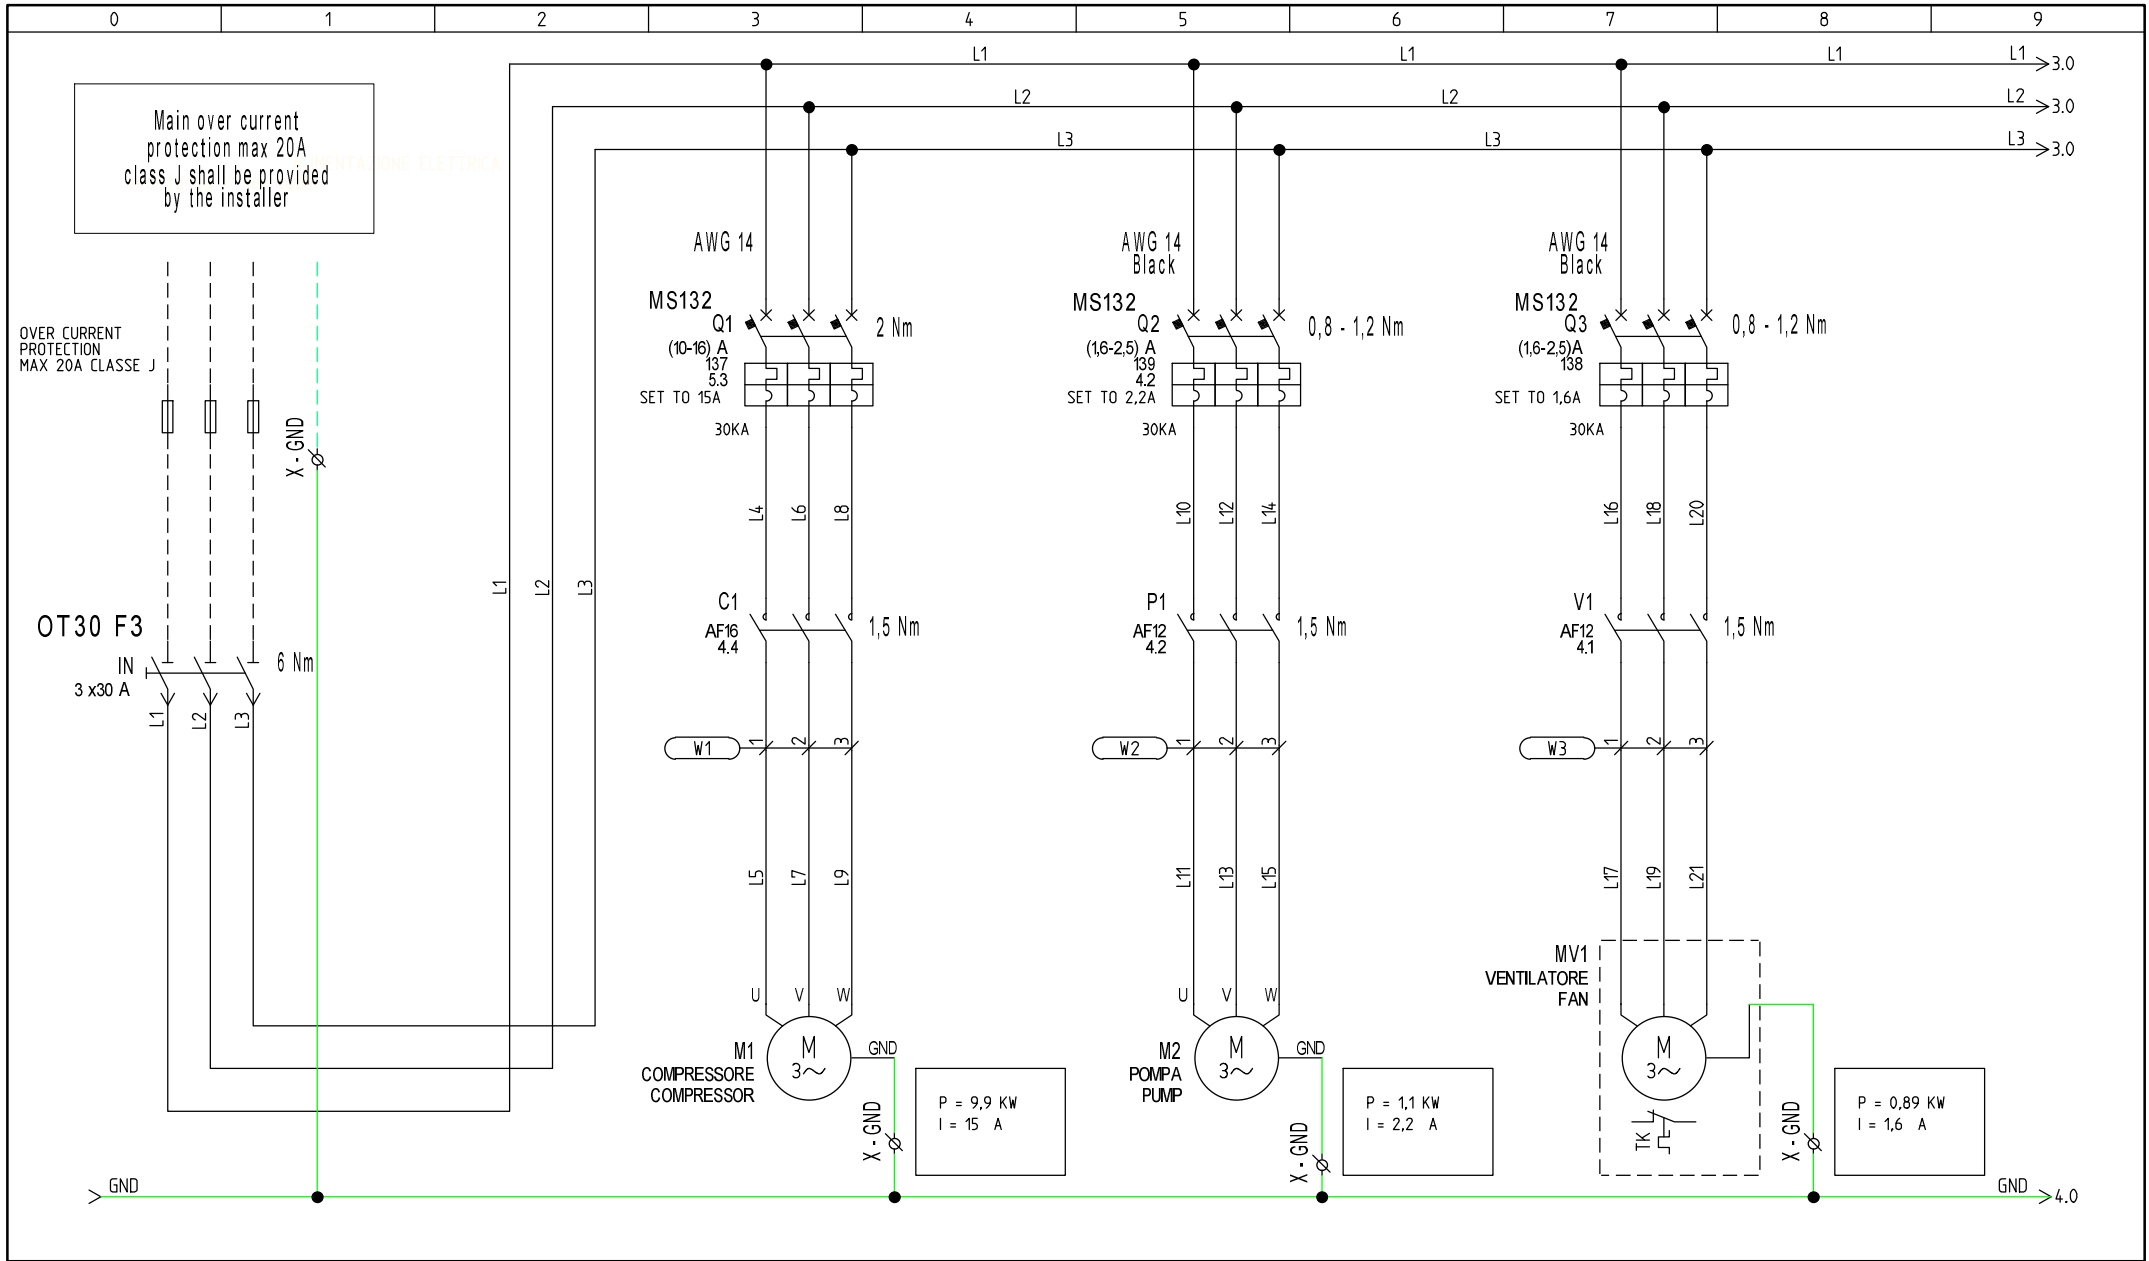 0 1 2 3 4 5 6 7 8 9
L1 L1 L1 L1 3.0
L2 L2 L2 3.0
L3 L3 L3 3.0
Main over current
protection max 20A
class J shall be provided
by the installer
OVER CURRENT
PROTECTION
MAX 20A CLASSE J
X - GND
OT30 F3
IN
3 x30 A
6 Nm
L1 L2 L3
L1 L2 L3
AWG 14
MS132
Q1
(10-16) A
137
5.3
SET TO 15A
30KA
2 Nm
L4 L6 L8
C1
AF16
4.4
1,5 Nm
W1 1 2 3
L5 L7 L9
U V W
M
3~
M1
COMPRESSORE
COMPRESSOR
GND
X - GND
P = 9,9 KW
I = 15 A
AWG 14
Black
MS132
Q2
(1,6-2,5) A
139
4.2
SET TO 2,2A
30KA
0,8 - 1,2 Nm
L10 L12 L14
P1
AF12
4.2
1,5 Nm
W2 1 2 3
L11 L13 L15
U V W
M
3~
M2
POMPA
PUMP
GND
X - GND
P = 1,1 KW
I = 2,2 A
AWG 14
Black
MS132
Q3
(1,6-2,5)A
138
SET TO 1,6A
30KA
0,8 - 1,2 Nm
L16 L18 L20
V1
AF12
4.1
1,5 Nm
W3 1 2 3
L17 L19 L21
MV1
VENTILATORE
FAN
M
3~
TK
X - GND
P = 0,89 KW
I = 1,6 A
GND
GND 4.0